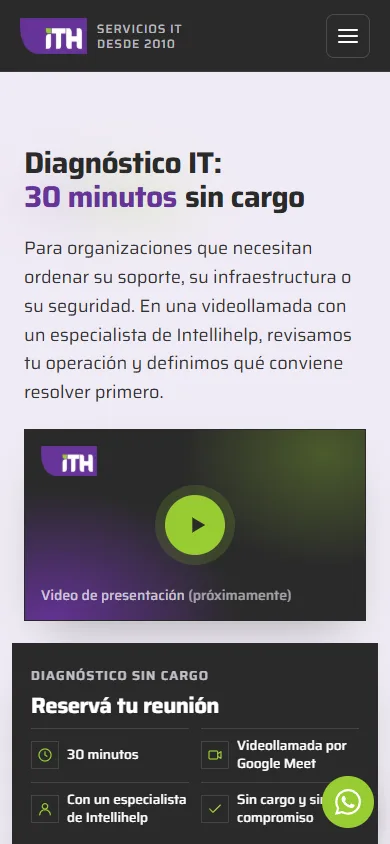 iTH
SERVICIOS IT
DESDE 2010
Diagnóstico IT:
30 minutos sin cargo
Para organizaciones que necesitan
ordenar su soporte, su infraestructura o
su seguridad. En una videollamada con
un especialista de Intellihelp, revisamos
tu operación y definimos qué conviene
resolver primero.
iTH
Video de presentación (próximamente)
DIAGNÓSTICO SIN CARGO
Reservá tu reunión
30 minutos
Videollamada por
Google Meet
Con un especialista
de Intellihelp
Sin cargo y
compromiso